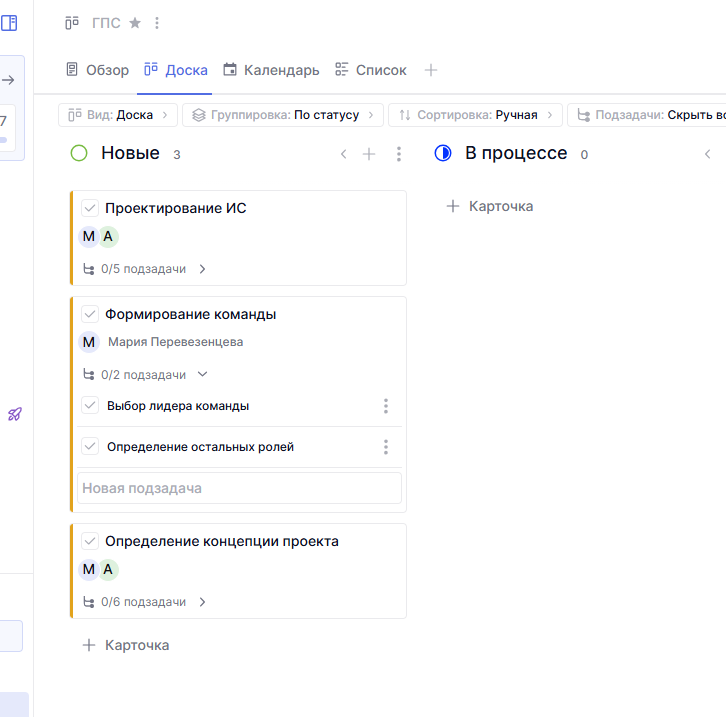 ГПС
Обзор Доска Календарь Список
7
Вид: Доска Группировка: По статусу Сортировка: Ручная Подзадачи: Скрыть вс
Новые 3 В процессе 0
Проектирование ИС
Карточка
М А
0/5 подзадачи
Формирование команды
М Мария Перевезенцева
0/2 подзадачи
Выбор лидера команды
Определение остальных ролей
Новая подзадача
Определение концепции проекта
М А
0/6 подзадачи
Карточка